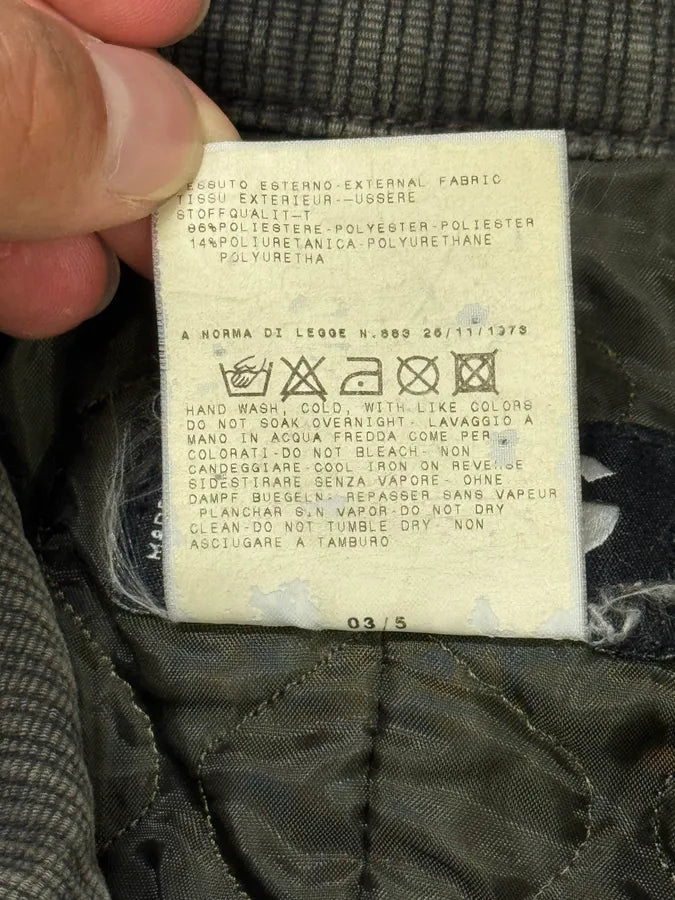 ESSUTO ESTERNO-EXTERNAL FABRIC
TISSU EXTERIEUR--USSERE
STOFFQUALIT-T
86%POLIESTERE-POLYESTER-POLIESTER
14%POLIURETANICA-POLYURETHANE
POLYURETHA
A NORMA DI LEGGE N.883 26/11/1973
HAND WASH, COLD, WITH LIKE COLORS -
DO NOT SOAK OVERNIGHT- LAVAGGIO A
MANO IN ACQUA FREDDA COME PER
COLORATI-DO NOT BLEACH- NON
CANDEGGIARE-COOL IRON ON REVERSE
SIDESTIRARE SENZA VAPORE- OHNE
DAMPF BUEGELN- REPASSER SANS VAPEUR
PLANCHAR SIN VAPOR-DO NOT DRY
CLEAN-DO NOT TUMBLE DRY- NON
ASCIUGARE A TAMBURO
03/5